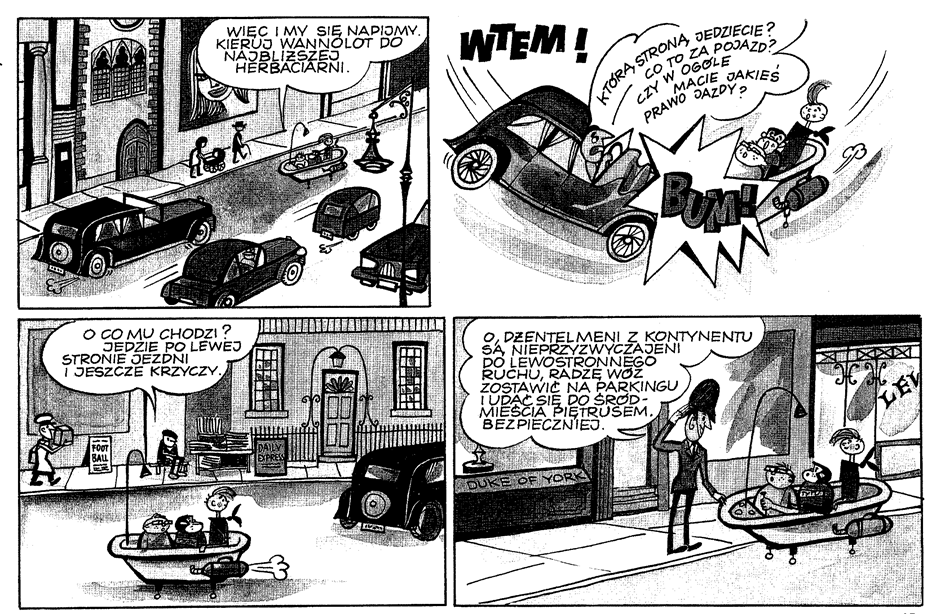 WIĘC I MY SIĘ NAPIJMY.
KIERUJ WANNOLOT DO
NAJBLIŻSZEJ
HERBACIARNI.
WTEM!
KTÓRĄ STRONĄ JEDZIECIE?
CO TO ZA POJAZD?
CZY W OGÓLE
MACIE JAKIEŚ
PRAWO JAZDY?
BUM!
O CO MU CHODZI?
JEDZIE PO LEWEJ
STRONIE JEZDNI
I JESZCZE KRZYCZY.
FOOT
BALL
DAILY
O, DŻENTELMENI Z KONTYNENTU
SĄ NIEPRZYZWYCZAJENI
DO LEWOSTRONNEGO
RUCHU, RADZĘ WÓZ
ZOSTAWIĆ NA PARKINGU
I UDAĆ SIĘ DO ŚRÓD-
MIEŚCIA PIĘTRUSEM.
BEZPIECZNIEJ.
DUKE OF YORK
LEW